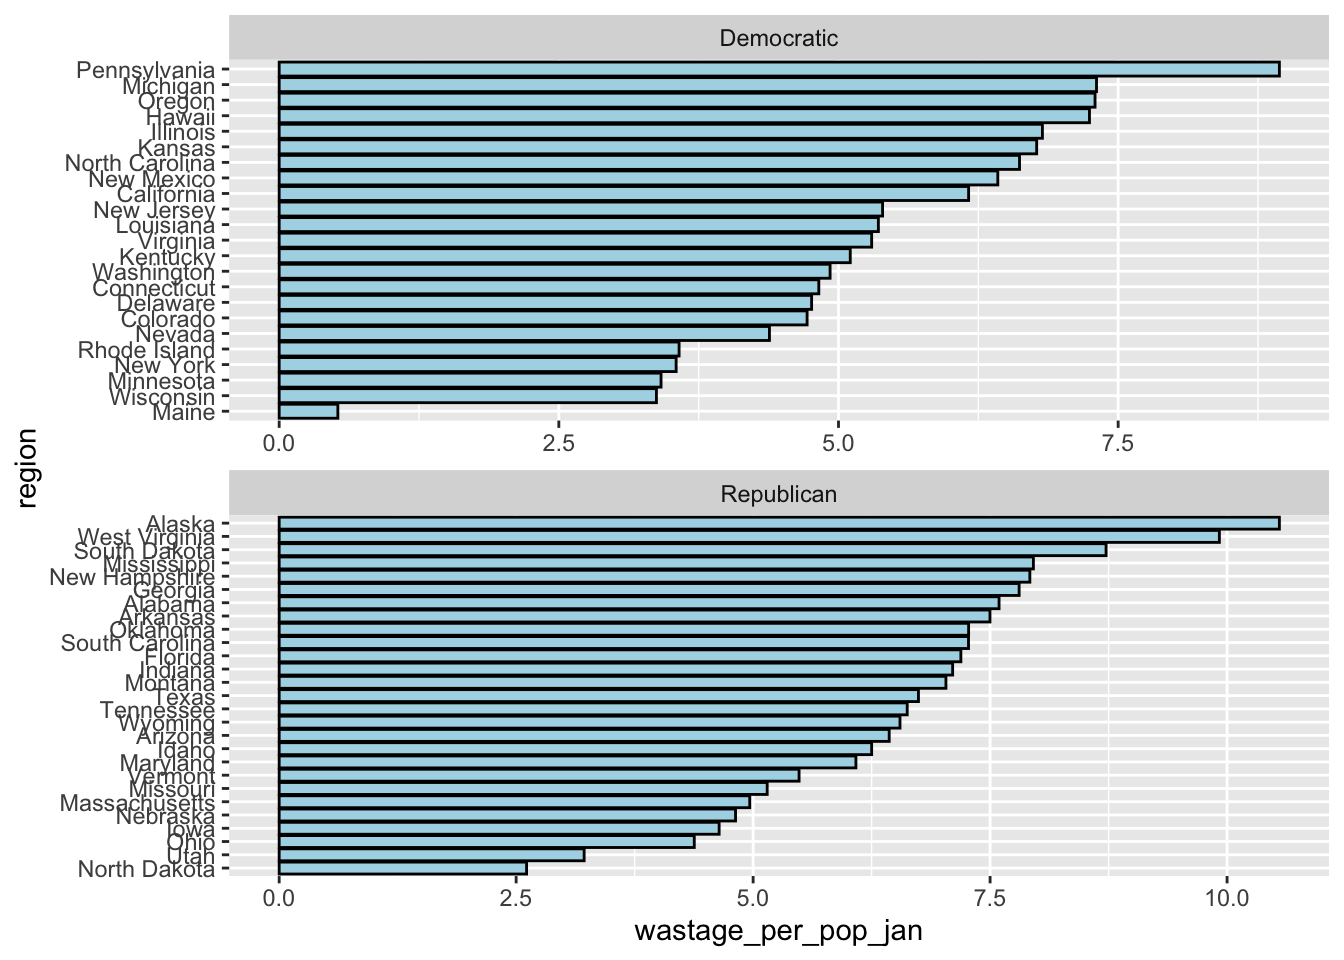 Democratic
Pennsylvania
Michigan
Oregon
Hawaii
Illinois
Kansas
North Carolina
New Mexico
California
New Jersey
Louisiana
Virginia
Kentucky
Washington
Connecticut
Delaware
Colorado
Nevada
Rhode Island
New York
Minnesota
Wisconsin
Maine
0.0 2.5 5.0 7.5
region
Republican
Alaska
West Virginia
South Dakota
Mississippi
New Hampshire
Georgia
Alabama
Arkansas
Oklahoma
South Carolina
Florida
Indiana
Montana
Texas
Tennessee
Wyoming
Arizona
Idaho
Maryland
Vermont
Missouri
Massachusetts
Nebraska
Iowa
Ohio
Utah
North Dakota
0.0 2.5 5.0 7.5 10.0
wastage_per_pop_jan